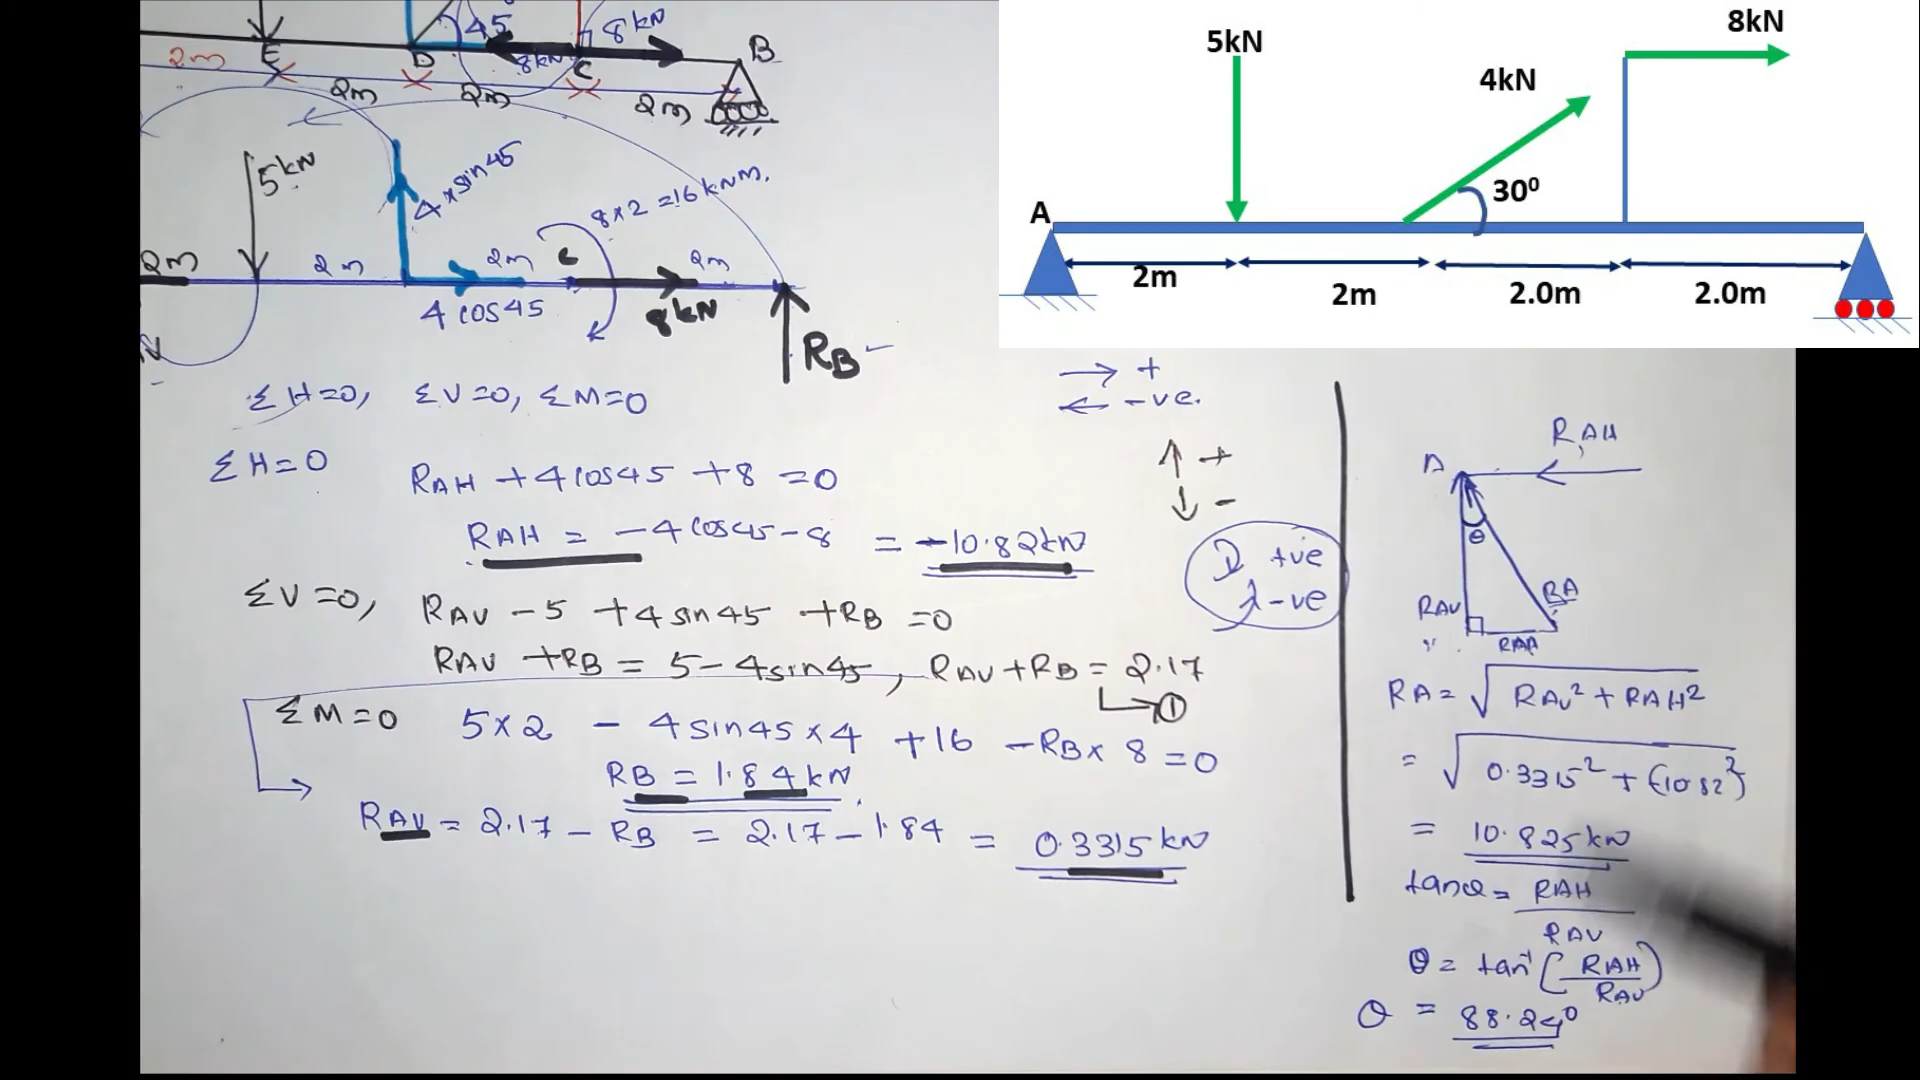 45
8kN
E
D
8kN
C
B
2m
2m
2m
2m
5kN
4×sin45
8×2=16kNm.
2m
2m
2m
C
2m
4 cos45
8kN
RB
5kN
4kN
8kN
30⁰
A
2m
2m
2.0m
2.0m
ΣH=0, ΣV=0, ΣM=0
→ +
← -ve.
↑ +
↓ -
+ve
-ve
ΣH=0
RAH +4cos45 +8 =0
RAH = -4cos45-8 = -10.82kN
ΣV=0, RAV -5 +4sin45 +RB =0
RAV +RB = 5-4sin45, RAV+RB = 2.17
①
ΣM=0 5×2 - 4sin45×4 +16 -RB× 8=0
RB = 1.84kN
RAV = 2.17 - RB = 2.17-1.84 = 0.3315kN
RAH
A
θ
RAV
RA
RAH
RA= √RAV²+RAH²
= √0.3315²+(-10.82)²
= 10.825kN
tanθ= RAH
RAV
θ= tan⁻¹(RAH
RAV)
θ = 88.24⁰